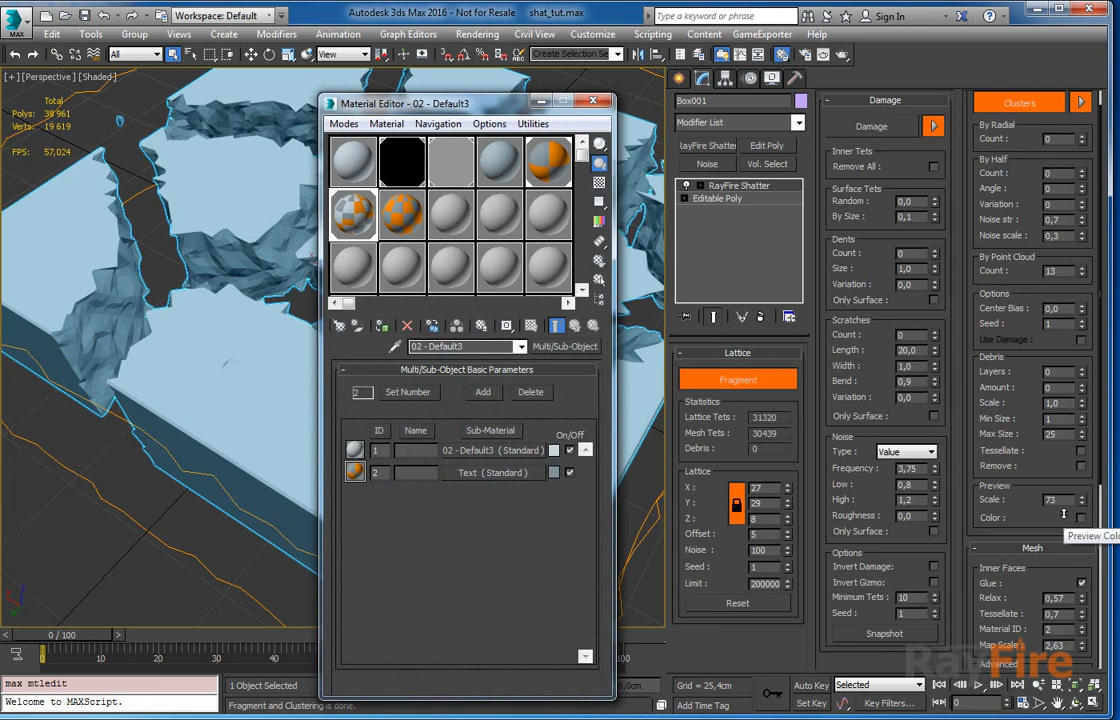 Workspace: Default
Autodesk 3ds Max 2016 - Not for Resale shat_tut.max
Type a keyword or phrase
Sign In
MAX
Edit Tools Group Views Create Modifiers Animation Graph Editors Rendering Civil View Customize Scripting Content GameExporter Help
All
View
Create Selection Se
[+] [Perspective] [Shaded]
Total
Polys: 38 961
Verts: 19 619
FPS: 57,024
Material Editor - 02 - Default3
Modes Material Navigation Options Utilities
02 - Default3
Multi/Sub-Object
Multi/Sub-Object Basic Parameters
2 Set Number Add Delete
ID Name Sub-Material On/Off
1 02 - Default3 ( Standard )
2 Text ( Standard )
Box001
Modifier List
RayFire Shatter Edit Poly
Noise Vol. Select
RayFire Shatter
Editable Poly
Lattice
Fragment
Statistics
Lattice Tets : 31320
Mesh Tets : 30439
Debris : 0
Lattice
X : 27
Y : 29
Z : 8
Offset : 5
Noise : 100
Seed : 1
Limit : 200000
Reset
Damage
Damage
Inner Tets
Remove All :
Surface Tets
Random : 0,0
By Size : 0,1
Dents
Count : 0
Size : 1,0
Variation : 0,0
Only Surface :
Scratches
Count : 0
Length : 20,0
Width : 1,0
Bend : 0,9
Variation : 0,0
Only Surface :
Noise
Type : Value
Frequency : 3,75
Low : 0,8
High : 1,2
Roughness : 0,0
Only Surface :
Options
Invert Damage:
Invert Gizmo:
Minimum Tets : 10
Seed : 1
Snapshot
Clusters
By Radial
Count : 0
By Half
Count : 0
Angle : 0
Variation : 0
Noise str : 0,7
Noise scale : 0,3
By Point Cloud
Count : 13
Options
Center Bias : 0,0
Seed : 1
Use Damage :
Debris
Layers : 0
Amount : 0
Scale : 1,0
Min Size : 1
Max Size : 25
Tessellate :
Remove :
Preview
Scale : 73
Color :
Preview Colo
Mesh
Inner Faces
Glue :
Relax : 0,57
Tessellate : 0,7
Material ID : 2
Map Scale : 2,63
Advanced
RayFire
0 / 100
0 10 20 30 40 100
max mtledit
Welcome to MAXScript.
1 Object Selected
Fragment and Clustering is done.
0,0cm
Grid = 25,4cm
Add Time Tag
Auto Key Selected
Set Key Key Filters...
0